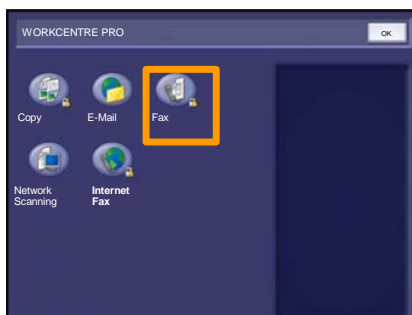 WORKCENTRE PRO
OK
Copy
E-Mail
Fax
Network
Scanning
Internet
Fax